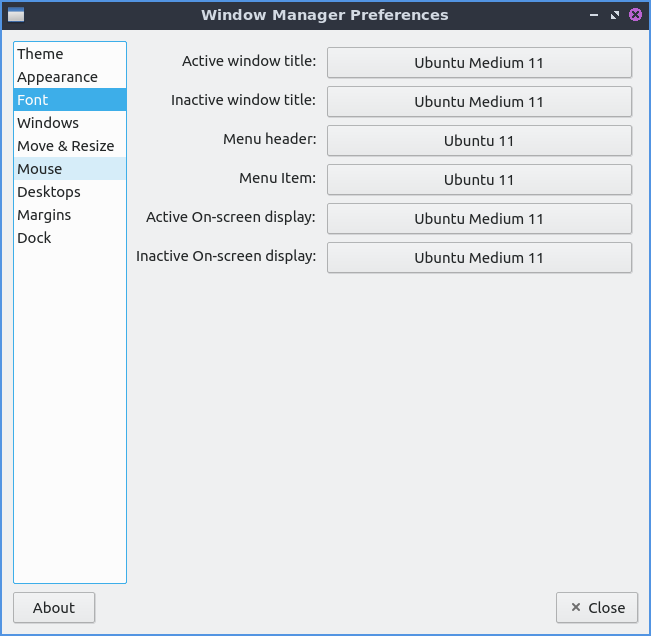 Window Manager Preferences
Theme
Appearance
Font
Windows
Move & Resize
Mouse
Desktops
Margins
Dock
Active window title: Ubuntu Medium 11
Inactive window title: Ubuntu Medium 11
Menu header: Ubuntu 11
Menu Item: Ubuntu 11
Active On-screen display: Ubuntu Medium 11
Inactive On-screen display: Ubuntu Medium 11
About
Close